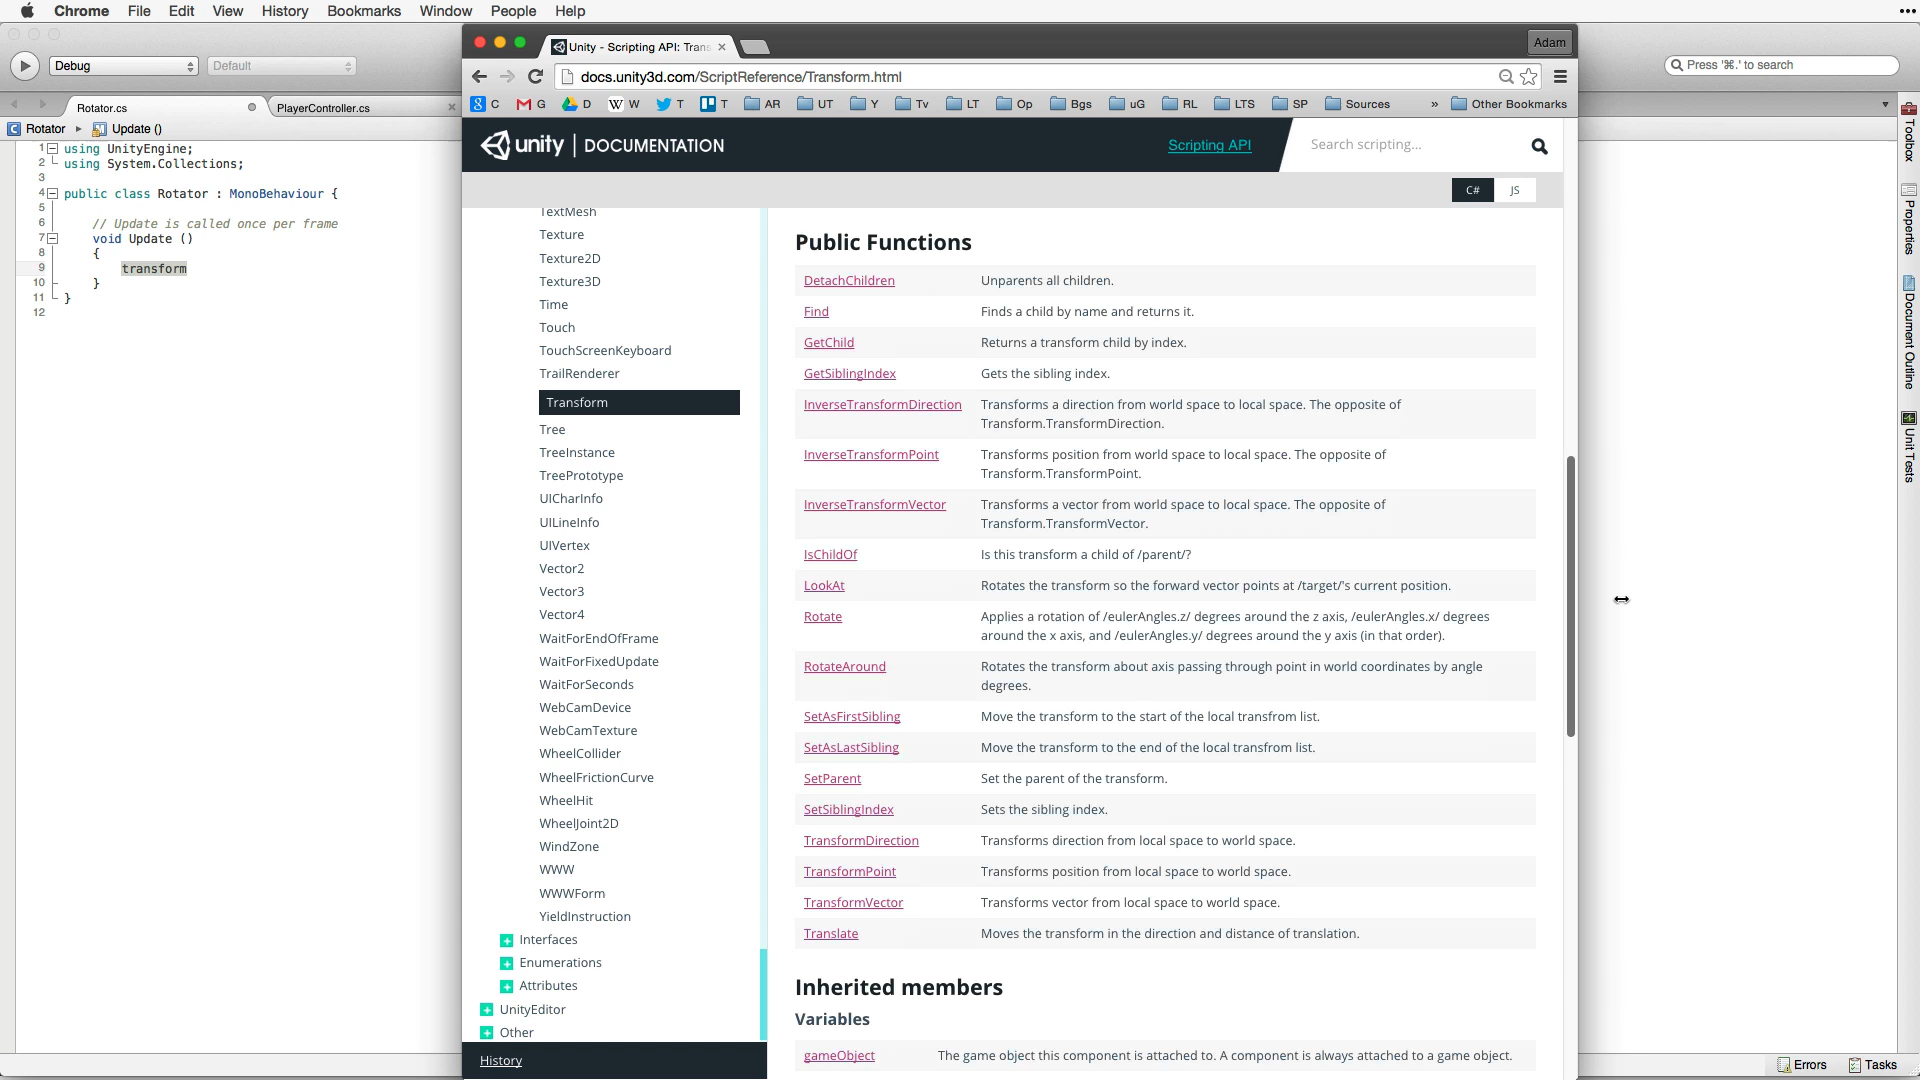 Chrome File Edit View History Bookmarks Window People Help
Debug
Default
Press '⌘.' to search
Rotator.cs
PlayerController.cs
Rotator ▸ Update ()
1 using UnityEngine;
2 using System.Collections;
3
4 public class Rotator : MonoBehaviour {
5
6 // Update is called once per frame
7 void Update ()
8 {
9 transform
10 }
11 }
12
Unity - Scripting API: Trans
Adam
docs.unity3d.com/ScriptReference/Transform.html
C G D W T T AR UT Y Tv LT Op Bgs uG RL LTS SP Sources » Other Bookmarks
unity | DOCUMENTATION
Scripting API
Search scripting...
C# JS
TextMesh
Texture
Texture2D
Texture3D
Time
Touch
TouchScreenKeyboard
TrailRenderer
Transform
Tree
TreeInstance
TreePrototype
UICharInfo
UILineInfo
UIVertex
Vector2
Vector3
Vector4
WaitForEndOfFrame
WaitForFixedUpdate
WaitForSeconds
WebCamDevice
WebCamTexture
WheelCollider
WheelFrictionCurve
WheelHit
WheelJoint2D
WindZone
WWW
WWWForm
YieldInstruction
Interfaces
Enumerations
Attributes
UnityEditor
Other
History
Public Functions
DetachChildren Unparents all children.
Find Finds a child by name and returns it.
GetChild Returns a transform child by index.
GetSiblingIndex Gets the sibling index.
InverseTransformDirection Transforms a direction from world space to local space. The opposite of
Transform.TransformDirection.
InverseTransformPoint Transforms position from world space to local space. The opposite of
Transform.TransformPoint.
InverseTransformVector Transforms a vector from world space to local space. The opposite of
Transform.TransformVector.
IsChildOf Is this transform a child of /parent/?
LookAt Rotates the transform so the forward vector points at /target/'s current position.
Rotate Applies a rotation of /eulerAngles.z/ degrees around the z axis, /eulerAngles.x/ degrees
around the x axis, and /eulerAngles.y/ degrees around the y axis (in that order).
RotateAround Rotates the transform about axis passing through point in world coordinates by angle
degrees.
SetAsFirstSibling Move the transform to the start of the local transfrom list.
SetAsLastSibling Move the transform to the end of the local transfrom list.
SetParent Set the parent of the transform.
SetSiblingIndex Sets the sibling index.
TransformDirection Transforms direction from local space to world space.
TransformPoint Transforms position from local space to world space.
TransformVector Transforms vector from local space to world space.
Translate Moves the transform in the direction and distance of translation.
Inherited members
Variables
gameObject The game object this component is attached to. A component is always attached to a game object.
Toolbox
Properties
Document Outline
Unit Tests
Errors
Tasks